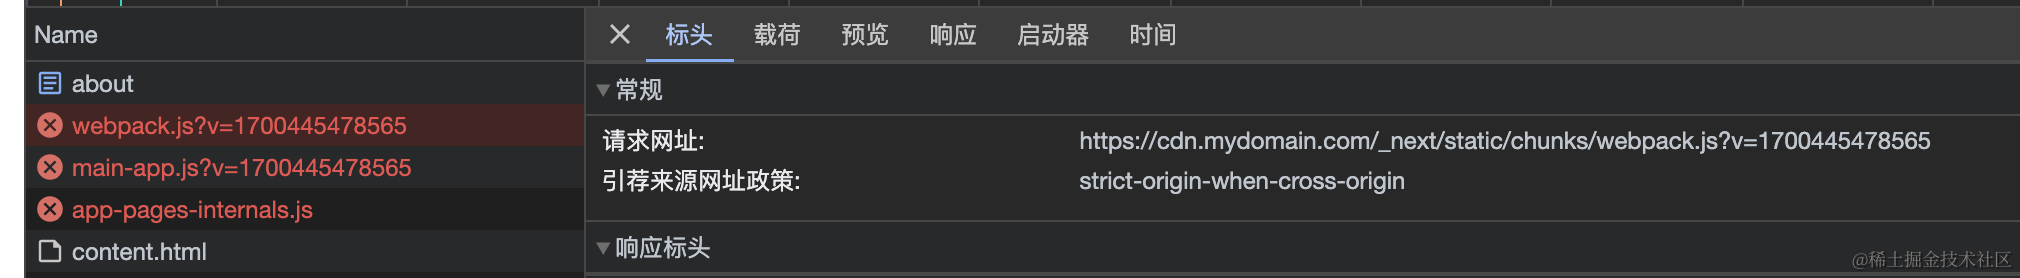 Name
标头 载荷 预览 响应 启动器 时间
about
常规
webpack.js?v=1700445478565
请求网址: https://cdn.mydomain.com/_next/static/chunks/webpack.js?v=1700445478565
main-app.js?v=1700445478565
引荐来源网址政策: strict-origin-when-cross-origin
app-pages-internals.js
content.html
响应标头
@稀土掘金技术社区